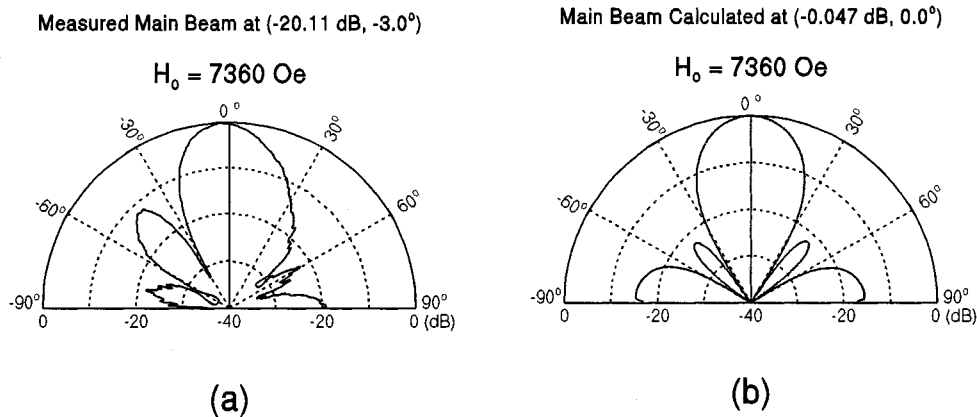 Measured Main Beam at (-20.11 dB, -3.0°)
H₀ = 7360 Oe
0°
-30°
30°
-60°
60°
-90°
90°
0
-20
-40
-20
0 (dB)
(a)
Main Beam Calculated at (-0.047 dB, 0.0°)
H₀ = 7360 Oe
0°
-30°
30°
-60°
60°
-90°
90°
0
-20
-40
-20
0 (dB)
(b)